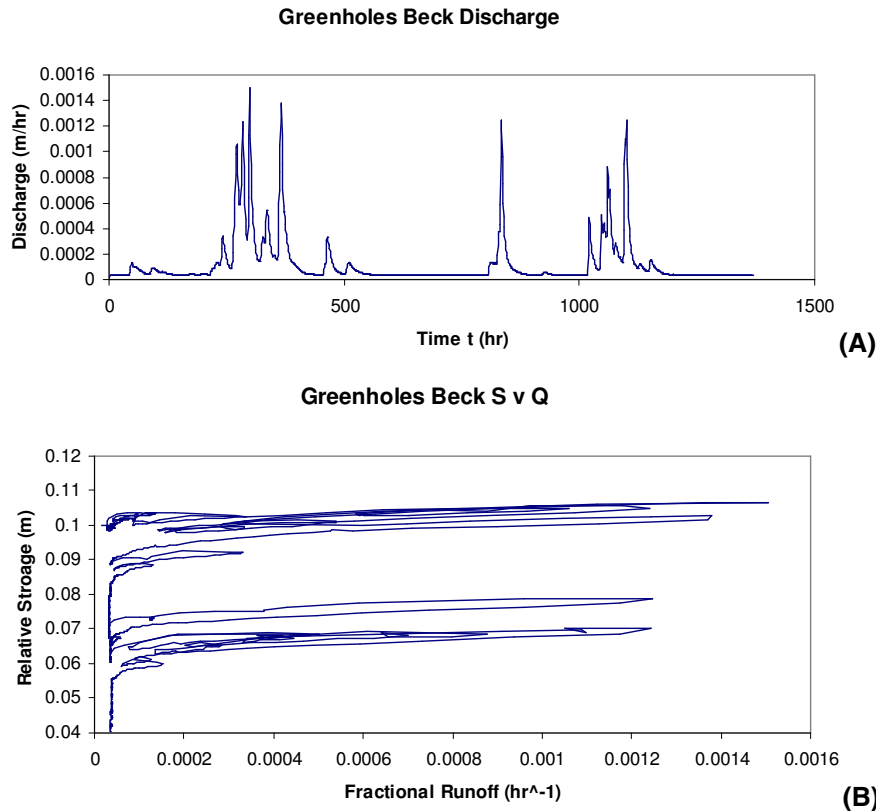 Greenholes Beck Discharge
0.0016
0.0014
0.0012
0.001
0.0008
0.0006
0.0004
0.0002
0
Discharge (m/hr)
0 500 1000 1500
Time t (hr)
(A)
Greenholes Beck S v Q
0.12
0.11
0.1
0.09
0.08
0.07
0.06
0.05
0.04
Relative Stroage (m)
0 0.0002 0.0004 0.0006 0.0008 0.001 0.0012 0.0014 0.0016
Fractional Runoff (hr^-1)
(B)